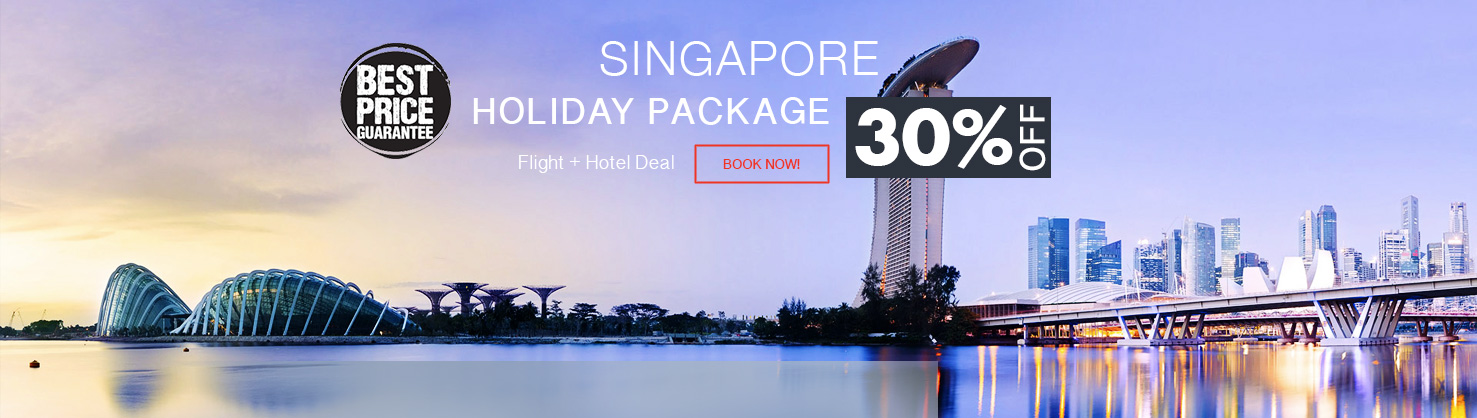 BEST
PRICE
GUARANTEE
SINGAPORE
HOLIDAY PACKAGE
30% OFF
Flight + Hotel Deal
BOOK NOW!